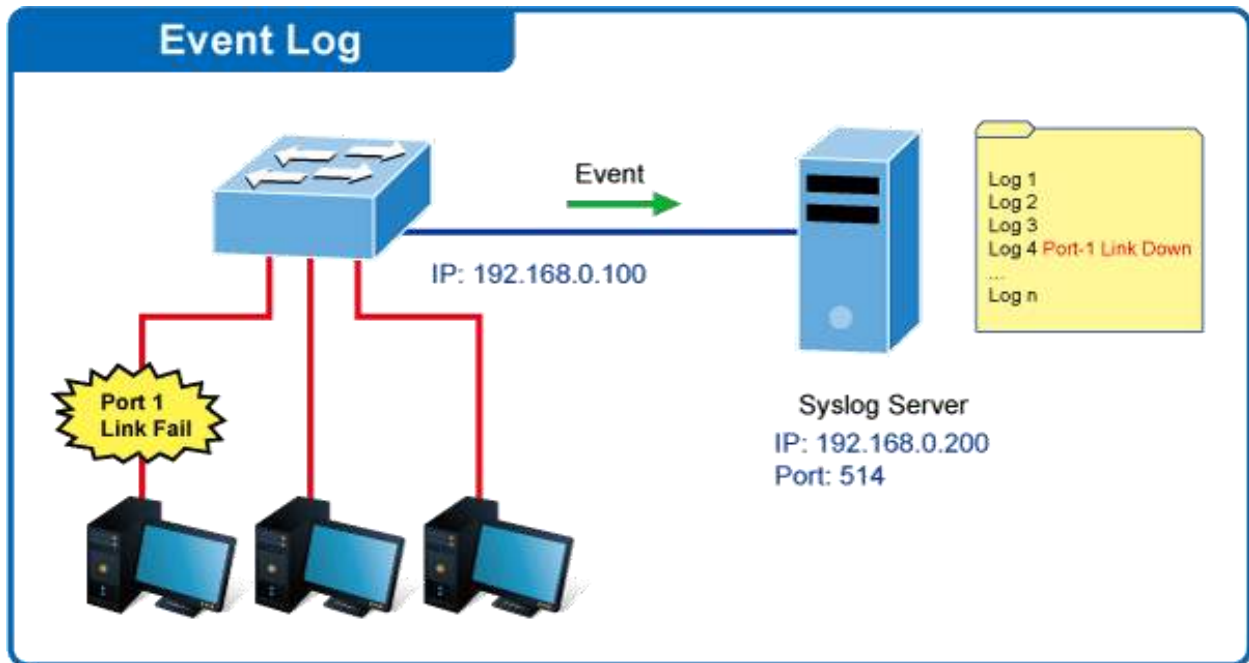 Event Log
Event
IP: 192.168.0.100
Port 1
Link Fail
Syslog Server
IP: 192.168.0.200
Port: 514
Log 1
Log 2
Log 3
Log 4 Port-1 Link Down
...
Log n